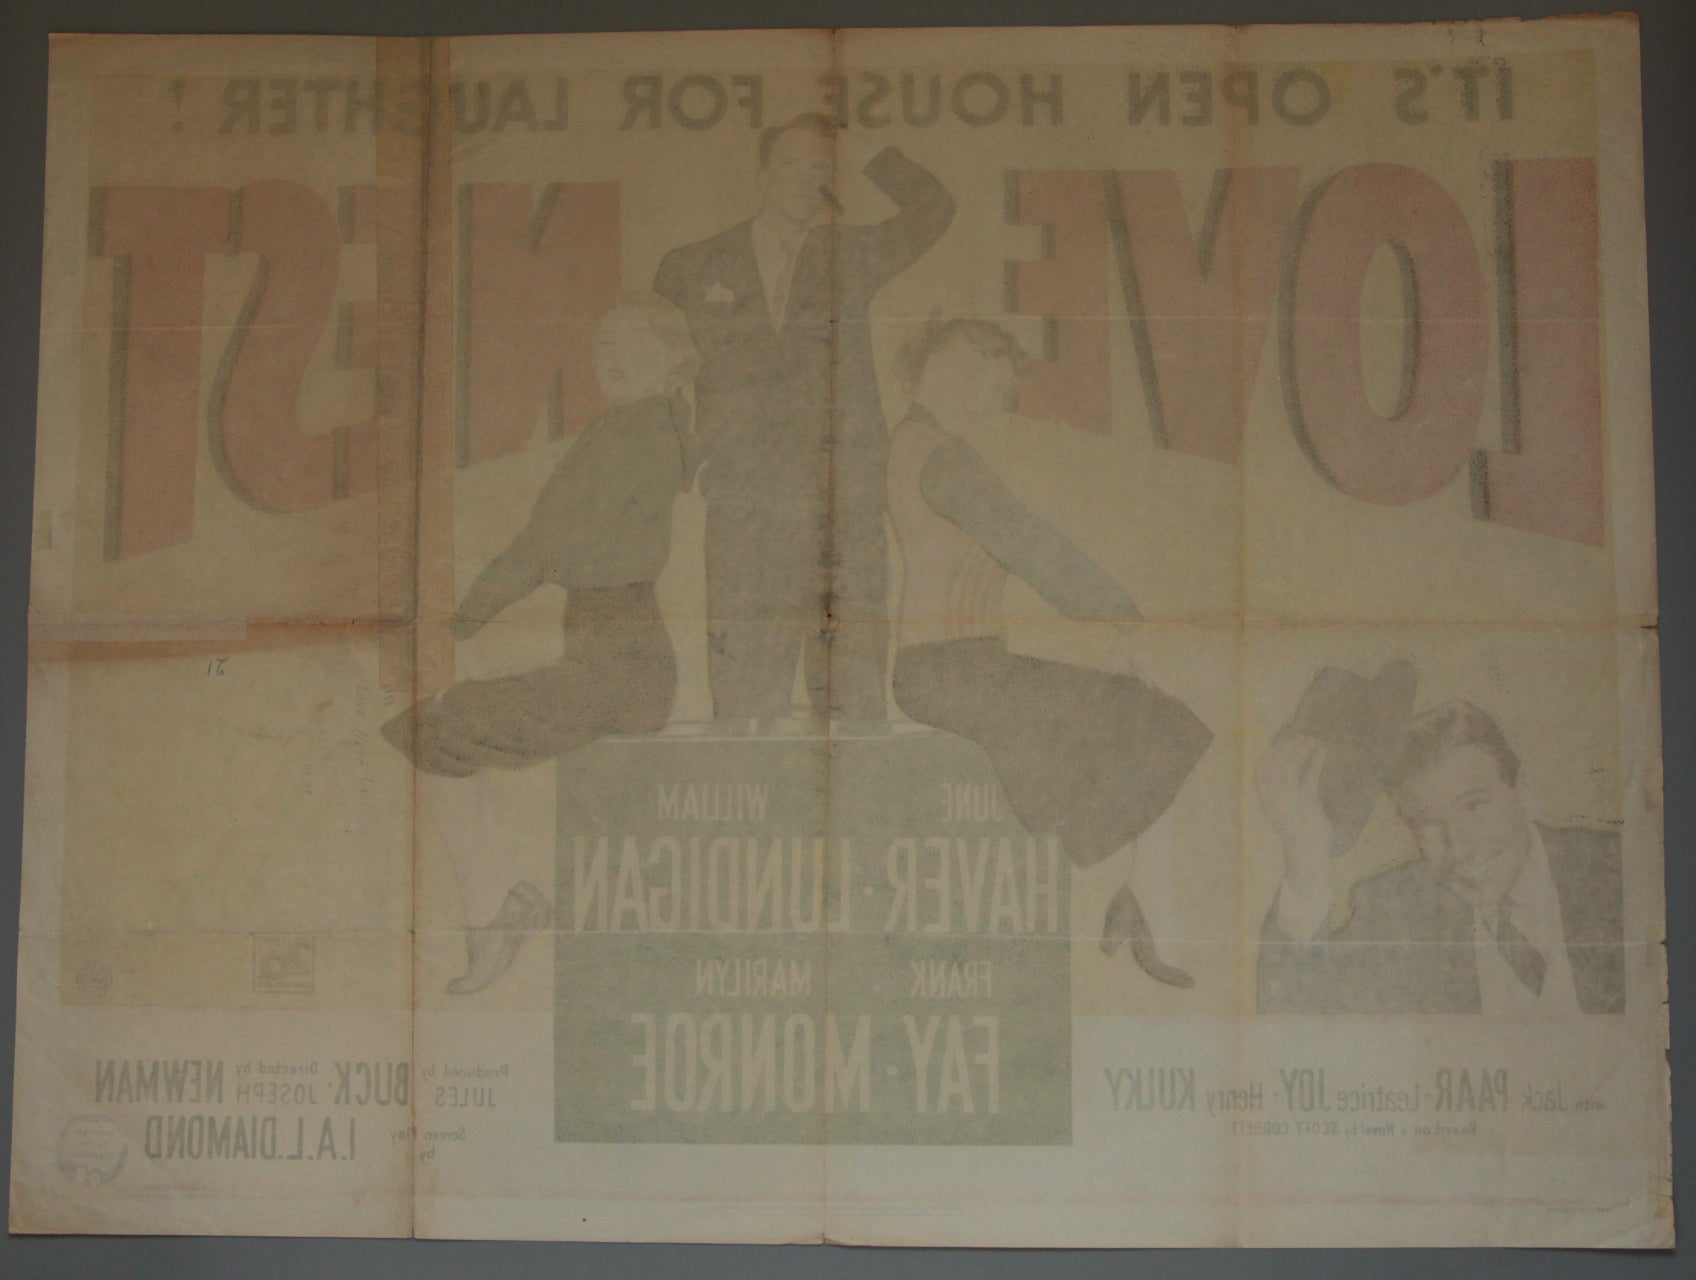 IT'S OPEN HOUSE FOR LAUGHTER !
LOVE NEST
21
JUNE WILLIAM
HAVER · LUNDIGAN
FRANK MARILYN
FAY · MONROE
with Jack PAAR · Leatrice JOY · Henry KULKY
Based on a Novel by SCOTT CORBETT
Produced by JULES BUCK · Directed by JOSEPH NEWMAN
Screen Play by I.A.L. DIAMOND